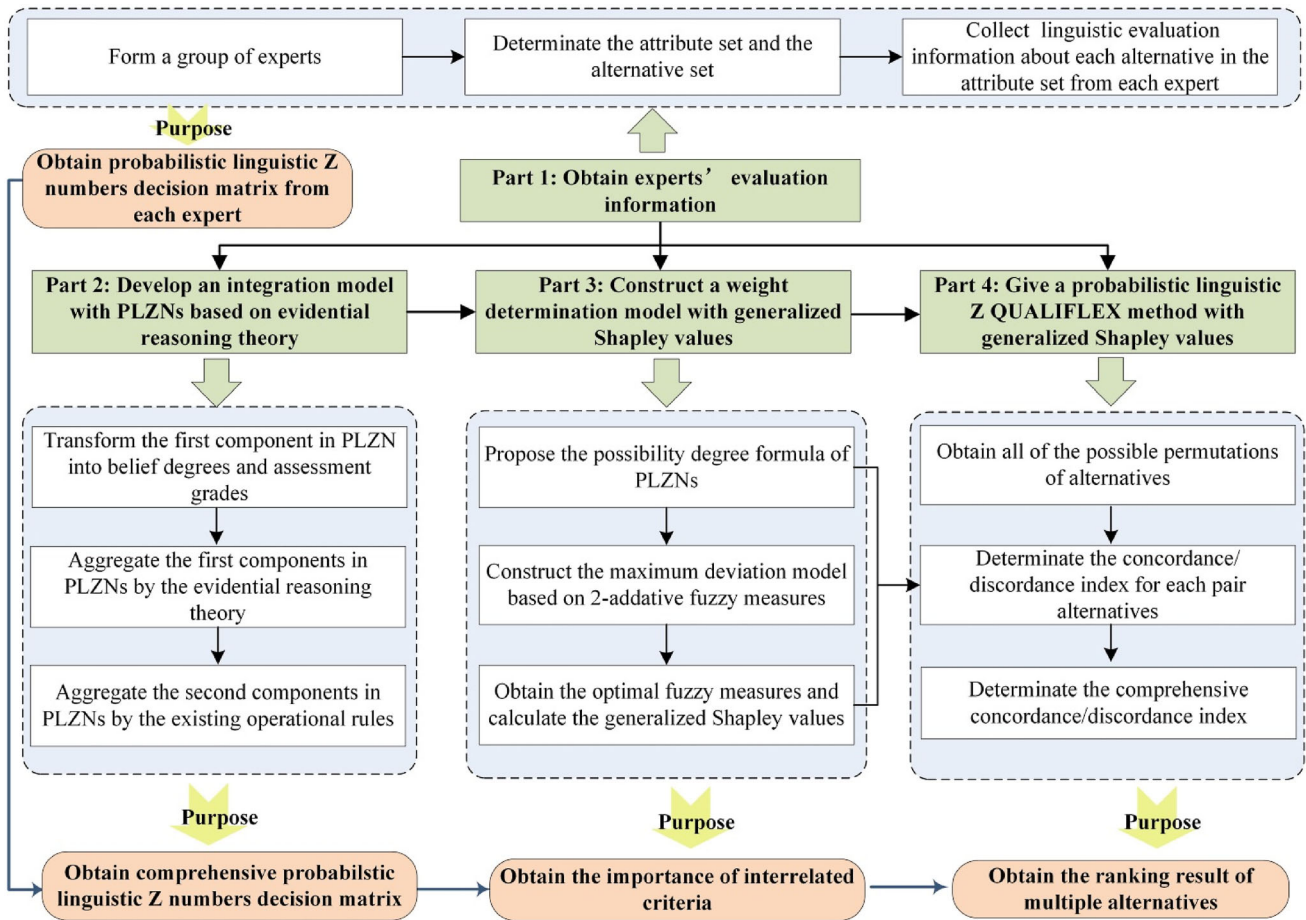 Form a group of experts
Determinate the attribute set and the
alternative set
Collect linguistic evaluation
information about each alternative in the
attribute set from each expert
Purpose
Obtain probabilistic linguistic Z
numbers decision matrix from
each expert
Part 1: Obtain experts’ evaluation
information
Part 2: Develop an integration model
with PLZNs based on evidential
reasoning theory
Part 3: Construct a weight
determination model with generalized
Shapley values
Part 4: Give a probabilistic linguistic
Z QUALIFLEX method with
generalized Shapley values
Transform the first component in PLZN
into belief degrees and assessment
grades
Aggregate the first components in
PLZNs by the evidential reasoning
theory
Aggregate the second components in
PLZNs by the existing operational rules
Propose the possibility degree formula of
PLZNs
Construct the maximum deviation model
based on 2-addative fuzzy measures
Obtain the optimal fuzzy measures and
calculate the generalized Shapley values
Obtain all of the possible permutations
of alternatives
Determinate the concordance/
discordance index for each pair
alternatives
Determinate the comprehensive
concordance/discordance index
Purpose
Purpose
Purpose
Obtain comprehensive probabilstic
linguistic Z numbers decision matrix
Obtain the importance of interrelated
criteria
Obtain the ranking result of
multiple alternatives